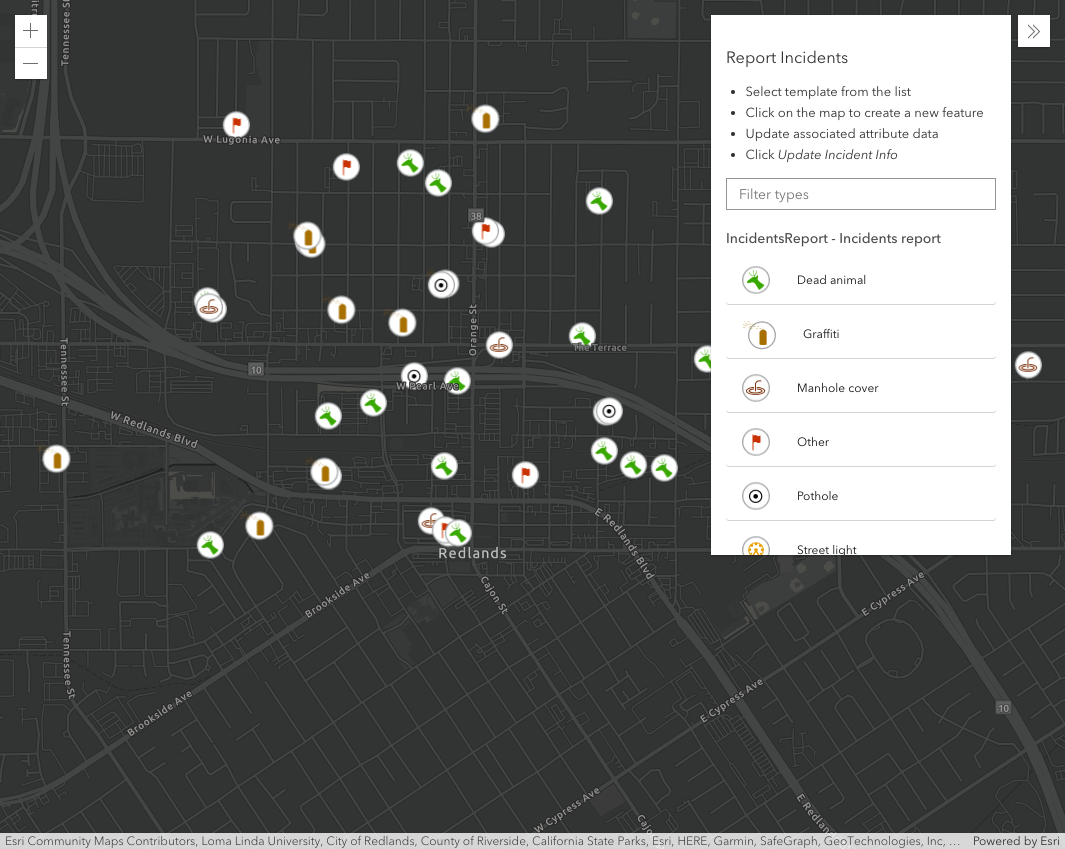 Tennessee St
W Lugonia Ave
38
Orange St
The Terrace
10
W Pearl Ave
Tennessee St
W Redlands Blvd
E Redlands Blvd
Redlands
Cajon St
Brookside Ave
E Cypress Ave
Tennessee St
Brookside Ave
E Cypress Ave
10
W Cypress Ave
Report Incidents
Select template from the list
Click on the map to create a new feature
Update associated attribute data
Click Update Incident Info
Filter types
IncidentsReport - Incidents report
Dead animal
Graffiti
Manhole cover
Other
Pothole
Street light
Esri Community Maps Contributors, Loma Linda University, City of Redlands, County of Riverside, California State Parks, Esri, HERE, Garmin, SafeGraph, GeoTechnologies, Inc, … Powered by Esri